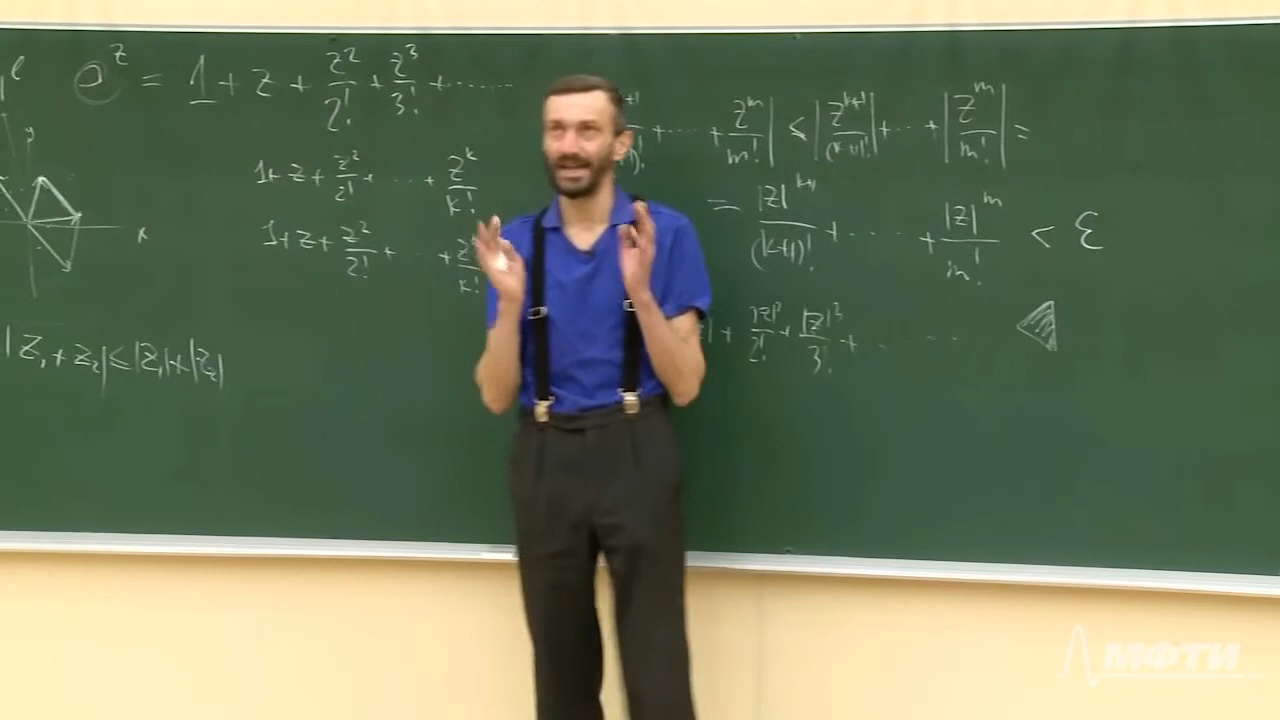 e^z = 1 + z + z²/2! + z³/3! + ......
y
x
1+z+z²/2!+ ... + z^k/k!
1+z+z²/2!+ ... + z/k!
|z₁+z₂|≤|z₁|+|z₂|
+ ... + z^m/m!| ≤ |z^(k+1)/(k+1)!| + ... + |z^m/m!| =
= |z|^(k+1)/(k+1)! + .... + |z|^m/m! < ε
+ |z|²/2! + |z|³/3! + .....
МФТИ